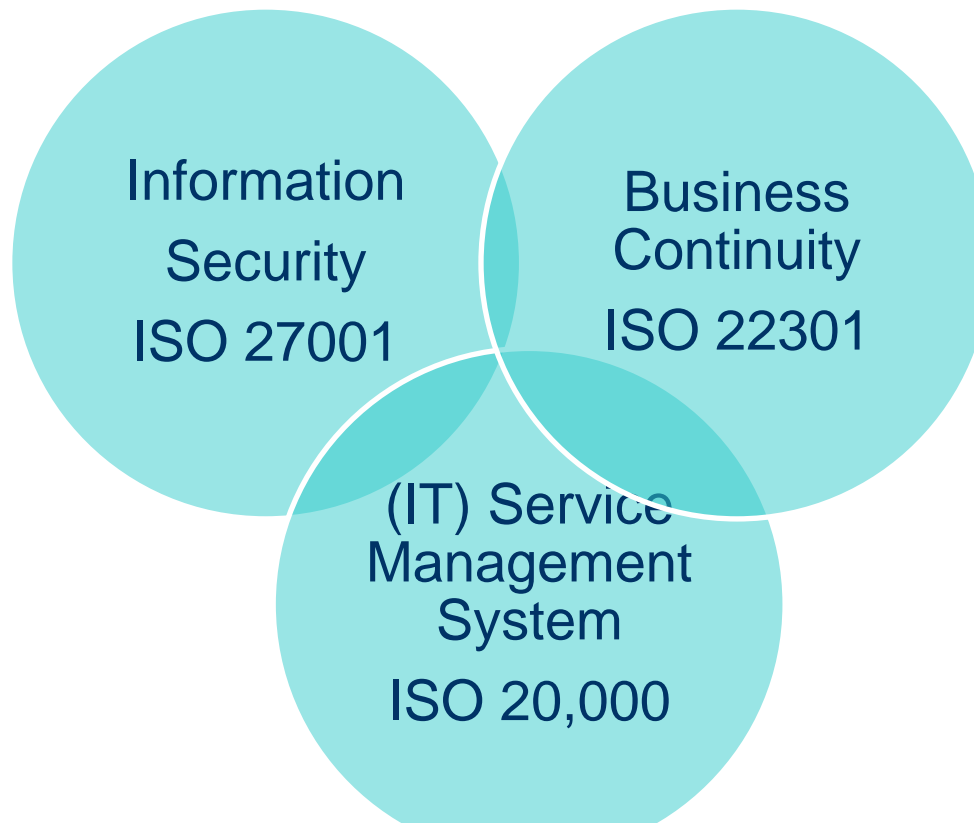 Information
Security
ISO 27001
Business
Continuity
ISO 22301
(IT) Service
Management
System
ISO 20,000